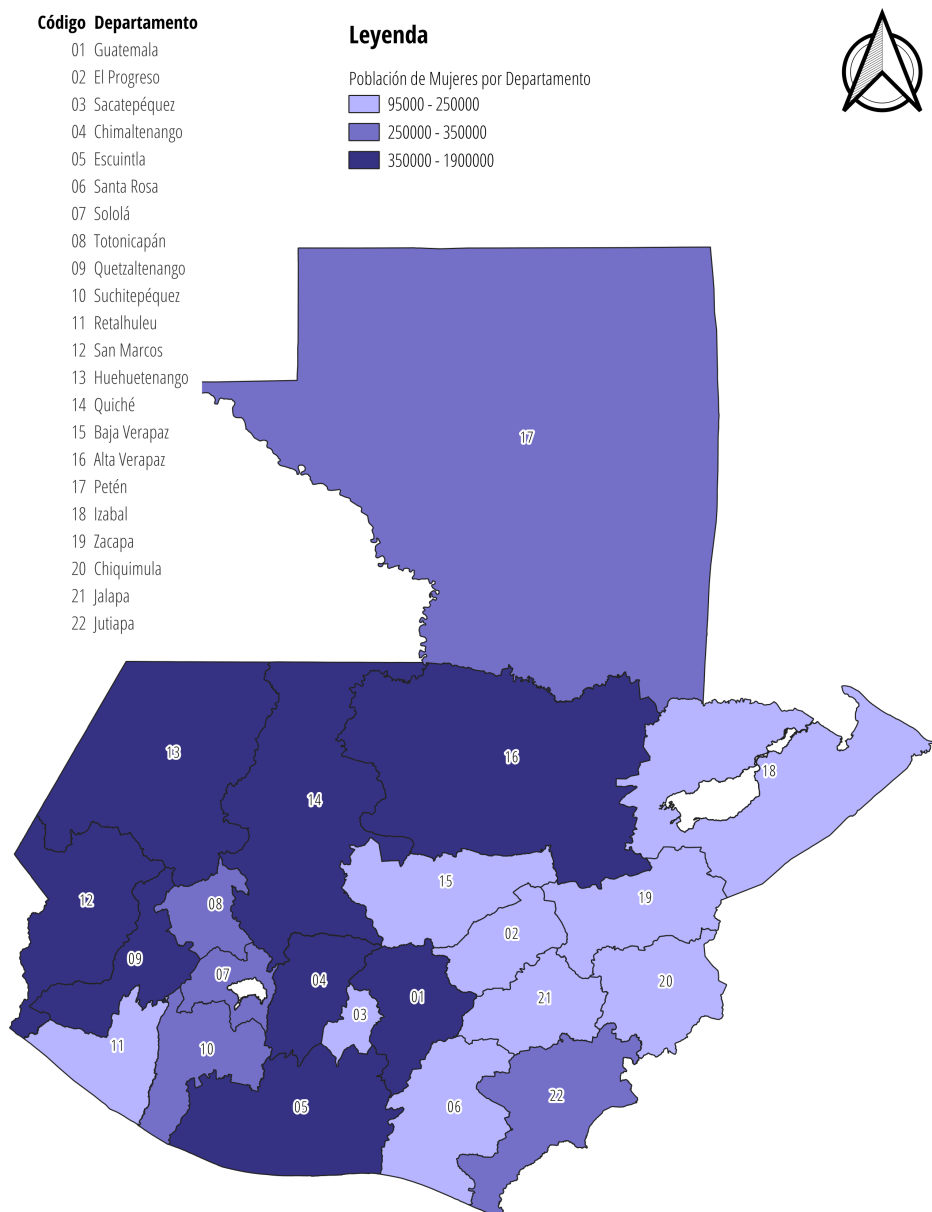 Código Departamento
01 Guatemala
02 El Progreso
03 Sacatepéquez
04 Chimaltenango
05 Escuintla
06 Santa Rosa
07 Sololá
08 Totonicapán
09 Quetzaltenango
10 Suchitepéquez
11 Retalhuleu
12 San Marcos
13 Huehuetenango
14 Quiché
15 Baja Verapaz
16 Alta Verapaz
17 Petén
18 Izabal
19 Zacapa
20 Chiquimula
21 Jalapa
22 Jutiapa
Leyenda
Población de Mujeres por Departamento
95000 - 250000
250000 - 350000
350000 - 1900000
17
13
16
18
14
15
12
08
19
02
09
07
04
20
01
21
03
11
10
22
05
06